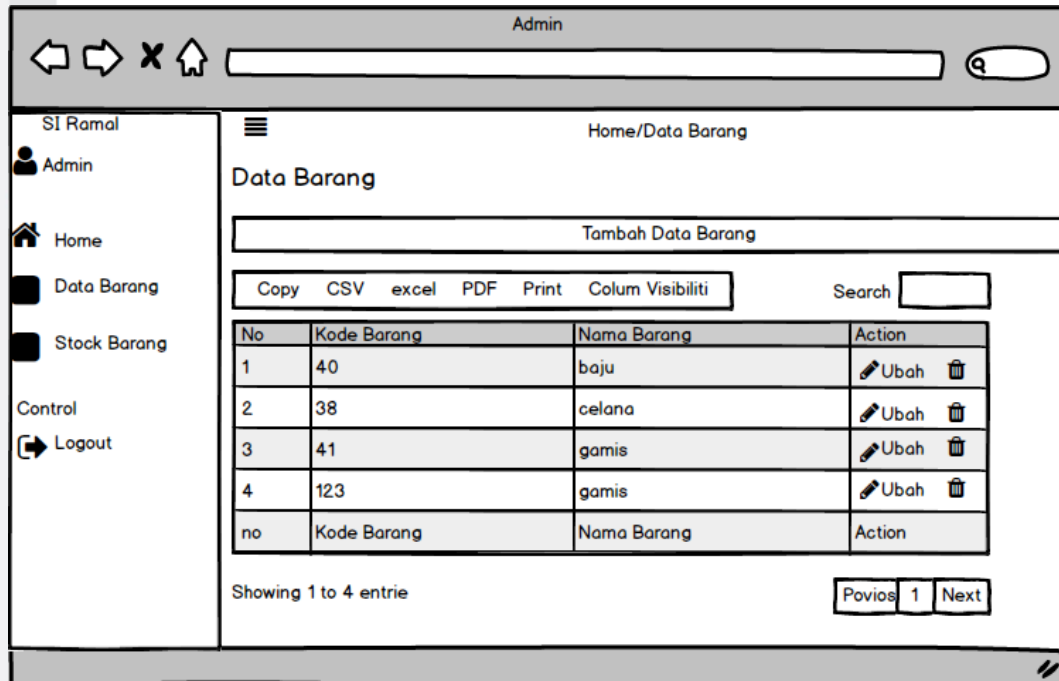 Admin
SI Ramal
Admin
Home
Data Barang
Stock Barang
Control
Logout
Home/Data Barang
Data Barang
Tambah Data Barang
Copy CSV excel PDF Print Colum Visibiliti Search
No Kode Barang Nama Barang Action
1 40 baju Ubah
2 38 celana Ubah
3 41 gamis Ubah
4 123 gamis Ubah
no Kode Barang Nama Barang Action
Showing 1 to 4 entrie Povios 1 Next